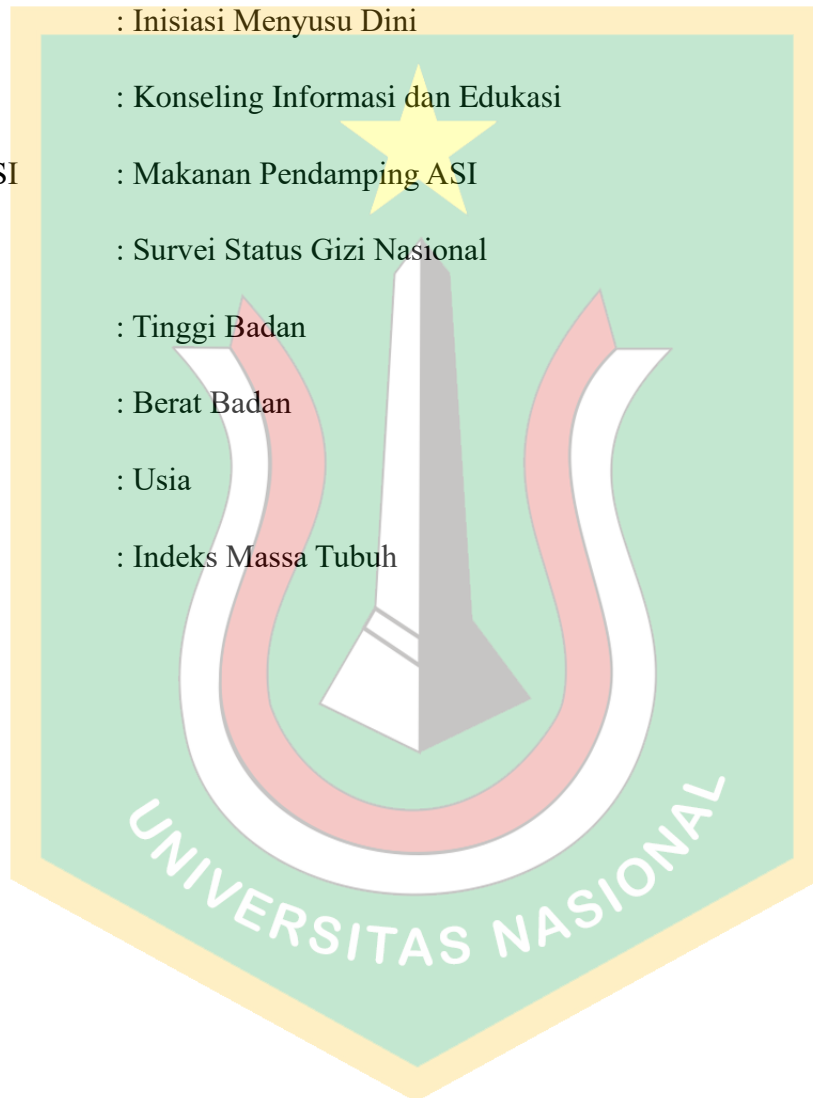 : Inisiasi Menyusu Dini
: Konseling Informasi dan Edukasi
SI : Makanan Pendamping ASI
: Survei Status Gizi Nasional
: Tinggi Badan
: Berat Badan
: Usia
: Indeks Massa Tubuh
UNIVERSITAS NASIONAL